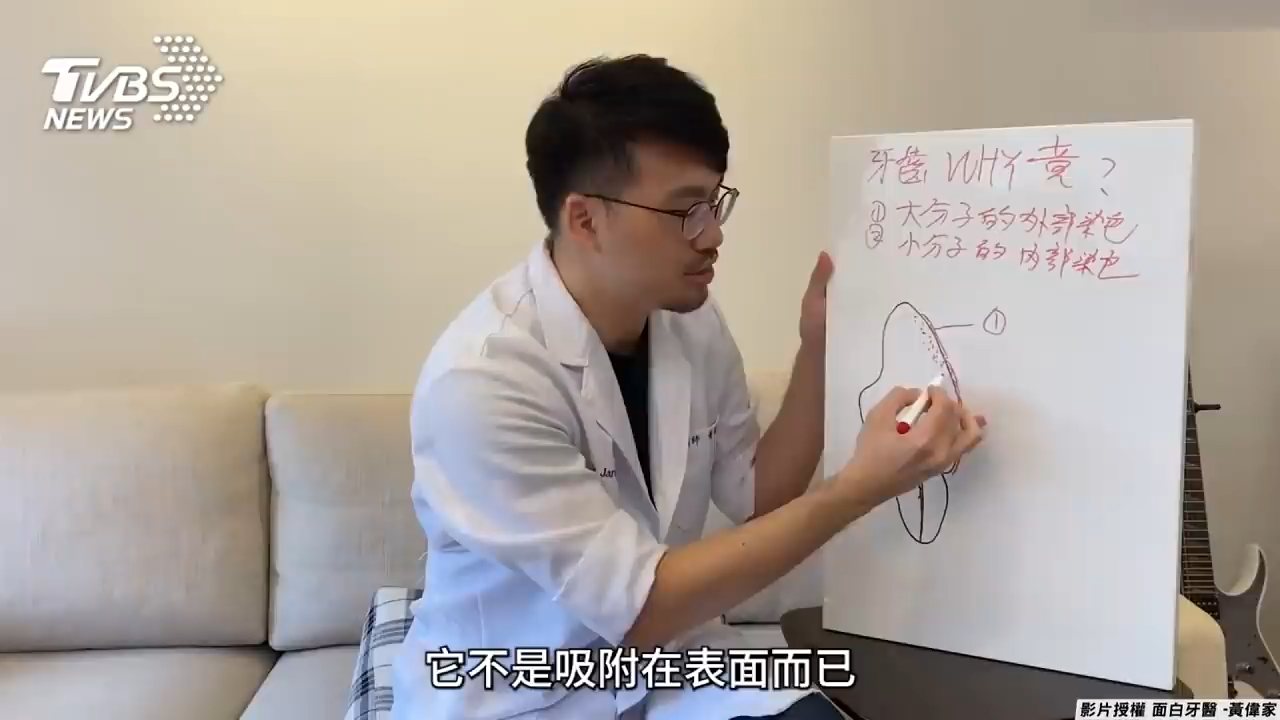 TVBS
NEWS
牙齒 WHY 竟?
① 大分子的外部染色
② 小分子的內部染色
①
Jar
它不是吸附在表面而已
影片授權 面白牙醫 -黃偉家